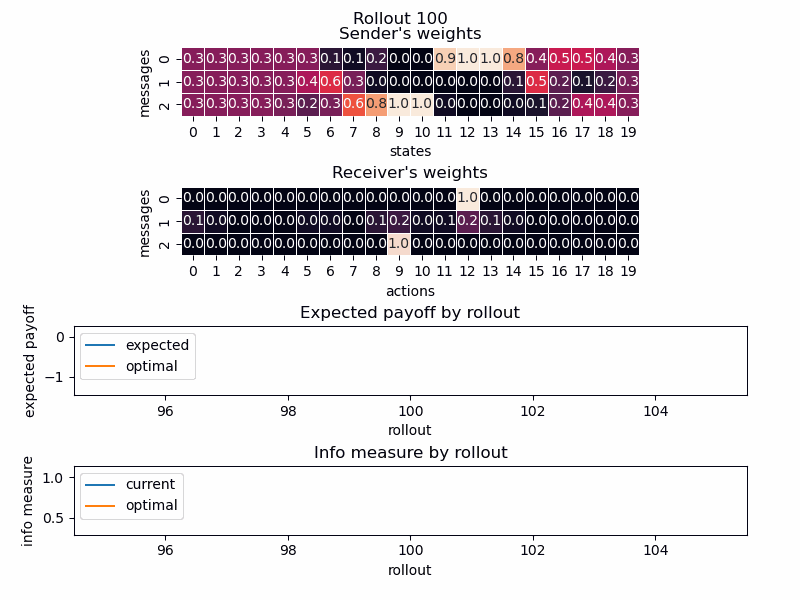 Rollout 100
Sender's weights
messages
0 0.3 0.3 0.3 0.3 0.3 0.3 0.1 0.1 0.2 0.0 0.0 0.9 1.0 1.0 0.8 0.4 0.5 0.5 0.4 0.3
1 0.3 0.3 0.3 0.3 0.3 0.4 0.6 0.3 0.0 0.0 0.0 0.0 0.0 0.0 0.1 0.5 0.2 0.1 0.2 0.3
2 0.3 0.3 0.3 0.3 0.3 0.2 0.3 0.6 0.8 1.0 1.0 0.0 0.0 0.0 0.0 0.1 0.2 0.4 0.4 0.3
0 1 2 3 4 5 6 7 8 9 10 11 12 13 14 15 16 17 18 19
states
Receiver's weights
messages
0 0.0 0.0 0.0 0.0 0.0 0.0 0.0 0.0 0.0 0.0 0.0 0.0 1.0 0.0 0.0 0.0 0.0 0.0 0.0 0.0
1 0.1 0.0 0.0 0.0 0.0 0.0 0.0 0.0 0.1 0.2 0.0 0.1 0.2 0.1 0.0 0.0 0.0 0.0 0.0 0.0
2 0.0 0.0 0.0 0.0 0.0 0.0 0.0 0.0 0.0 1.0 0.0 0.0 0.0 0.0 0.0 0.0 0.0 0.0 0.0 0.0
0 1 2 3 4 5 6 7 8 9 10 11 12 13 14 15 16 17 18 19
actions
Expected payoff by rollout
expected payoff
0
−1
expected
optimal
96 98 100 102 104
rollout
Info measure by rollout
info measure
1.0
0.5
current
optimal
96 98 100 102 104
rollout